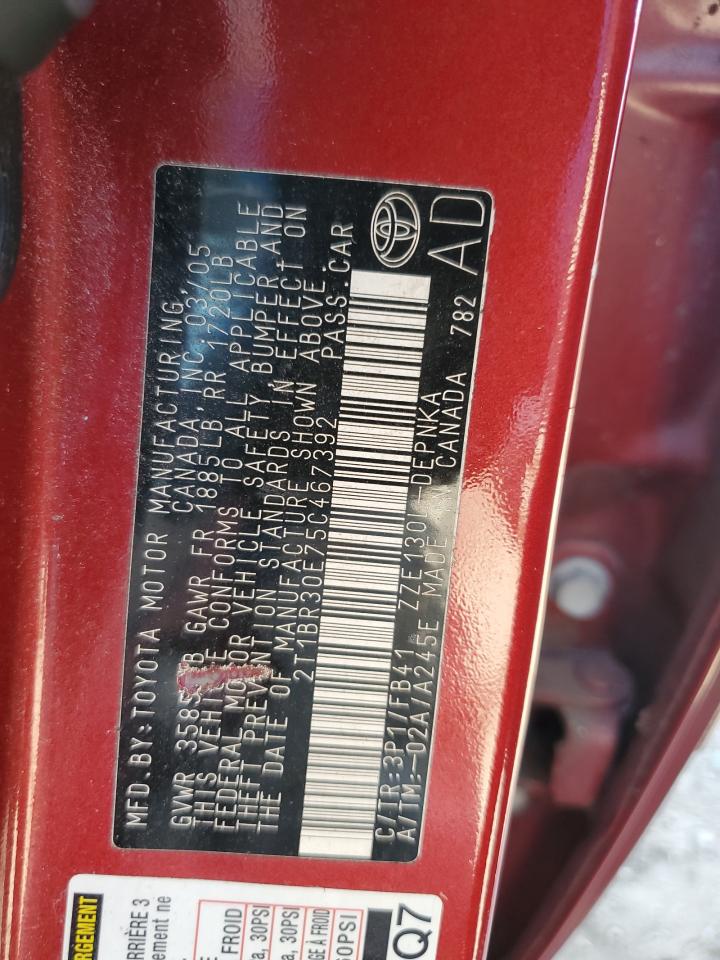 MFD.BY:TOYOTA MOTOR MANUFACTURING
CANADA,INC.03/05
GVWR 3585LB GAWR FR 1885LB,RR 1720LB
THIS VEHICLE CONFORMS TO ALL APPLICABLE
FEDERAL MOTOR VEHICLE SAFETY BUMPER AND
THEFT PREVENTION STANDARDS IN EFFECT ON
THE DATE OF MANUFACTURE SHOWN ABOVE.
2T1BR30E75C467392 PASS.CAR
C/TR:3P1/FB41 ZZE130L-DEPNKA
A/TM:-02A/A245E MADE IN CANADA 782
AD
RGEMENT
RRIÈRE 3
ement ne
FROID
a, 30PSI
a, 30PSI
GE À FROID
60PSI
Q7